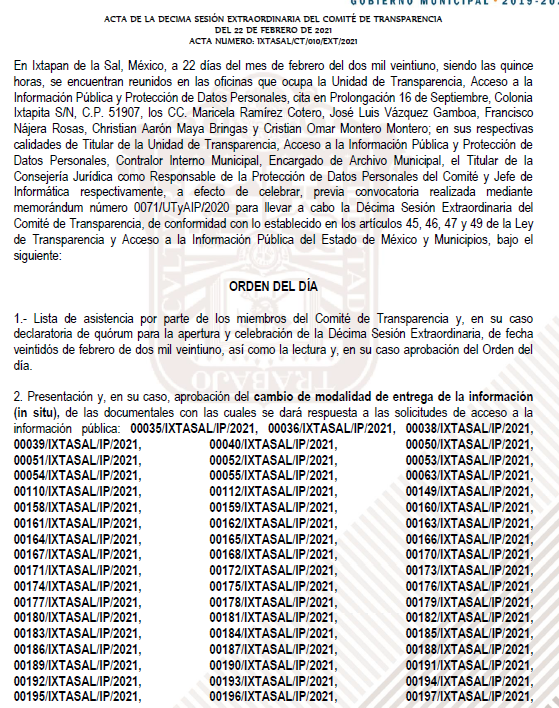 GOBIERNO MUNICIPAL • 2019-202
ACTA DE LA DECIMA SESIÓN EXTRAORDINARIA DEL COMITÉ DE TRANSPARENCIA
DEL 22 DE FEBRERO DE 2021
ACTA NUMERO: IXTASAL/CT/010/EXT/2021
En Ixtapan de la Sal, México, a 22 días del mes de febrero del dos mil veintiuno, siendo las quince
horas, se encuentran reunidos en las oficinas que ocupa la Unidad de Transparencia, Acceso a la
Información Pública y Protección de Datos Personales, cita en Prolongación 16 de Septiembre, Colonia
Ixtapita S/N, C.P. 51907, los CC. Maricela Ramírez Cotero, José Luis Vázquez Gamboa, Francisco
Nájera Rosas, Christian Aarón Maya Bringas y Cristian Omar Montero Montero; en sus respectivas
calidades de Titular de la Unidad de Transparencia, Acceso a la Información Pública y Protección de
Datos Personales, Contralor Interno Municipal, Encargado de Archivo Municipal, el Titular de la
Consejería Jurídica como Responsable de la Protección de Datos Personales del Comité y Jefe de
Informática respectivamente, a efecto de celebrar, previa convocatoria realizada mediante
memorándum número 0071/UTyAIP/2020 para llevar a cabo la Décima Sesión Extraordinaria del
Comité de Transparencia, de conformidad con lo establecido en los artículos 45, 46, 47 y 49 de la Ley
de Transparencia y Acceso a la Información Pública del Estado de México y Municipios, bajo el
siguiente:
ORDEN DEL DÍA
1.- Lista de asistencia por parte de los miembros del Comité de Transparencia y, en su caso
declaratoria de quórum para la apertura y celebración de la Décima Sesión Extraordinaria, de fecha
veintidós de febrero de dos mil veintiuno, así como la lectura y, en su caso aprobación del Orden del
día.
2. Presentación y, en su caso, aprobación del cambio de modalidad de entrega de la información
(in situ), de las documentales con las cuales se dará respuesta a las solicitudes de acceso a la
información pública: 00035/IXTASAL/IP/2021, 00036/IXTASAL/IP/2021, 00038/IXTASAL/IP/2021,
00039/IXTASAL/IP/2021, 00040/IXTASAL/IP/2021, 00050/IXTASAL/IP/2021,
00051/IXTASAL/IP/2021, 00052/IXTASAL/IP/2021, 00053/IXTASAL/IP/2021,
00054/IXTASAL/IP/2021, 00055/IXTASAL/IP/2021, 00063/IXTASAL/IP/2021,
00110/IXTASAL/IP/2021, 00112/IXTASAL/IP/2021, 00149/IXTASAL/IP/2021,
00158/IXTASAL/IP/2021, 00159/IXTASAL/IP/2021, 00160/IXTASAL/IP/2021,
00161/IXTASAL/IP/2021, 00162/IXTASAL/IP/2021, 00163/IXTASAL/IP/2021,
00164/IXTASAL/IP/2021, 00165/IXTASAL/IP/2021, 00166/IXTASAL/IP/2021,
00167/IXTASAL/IP/2021, 00168/IXTASAL/IP/2021, 00170/IXTASAL/IP/2021,
00171/IXTASAL/IP/2021, 00172/IXTASAL/IP/2021, 00173/IXTASAL/IP/2021,
00174/IXTASAL/IP/2021, 00175/IXTASAL/IP/2021, 00176/IXTASAL/IP/2021,
00177/IXTASAL/IP/2021, 00178/IXTASAL/IP/2021, 00179/IXTASAL/IP/2021,
00180/IXTASAL/IP/2021, 00181/IXTASAL/IP/2021, 00182/IXTASAL/IP/2021,
00183/IXTASAL/IP/2021, 00184/IXTASAL/IP/2021, 00185/IXTASAL/IP/2021,
00186/IXTASAL/IP/2021, 00187/IXTASAL/IP/2021, 00188/IXTASAL/IP/2021,
00189/IXTASAL/IP/2021, 00190/IXTASAL/IP/2021, 00191/IXTASAL/IP/2021,
00192/IXTASAL/IP/2021, 00193/IXTASAL/IP/2021, 00194/IXTASAL/IP/2021,
00195/IXTASAL/IP/2021, 00196/IXTASAL/IP/2021, 00197/IXTASAL/IP/2021,
TRABAJO